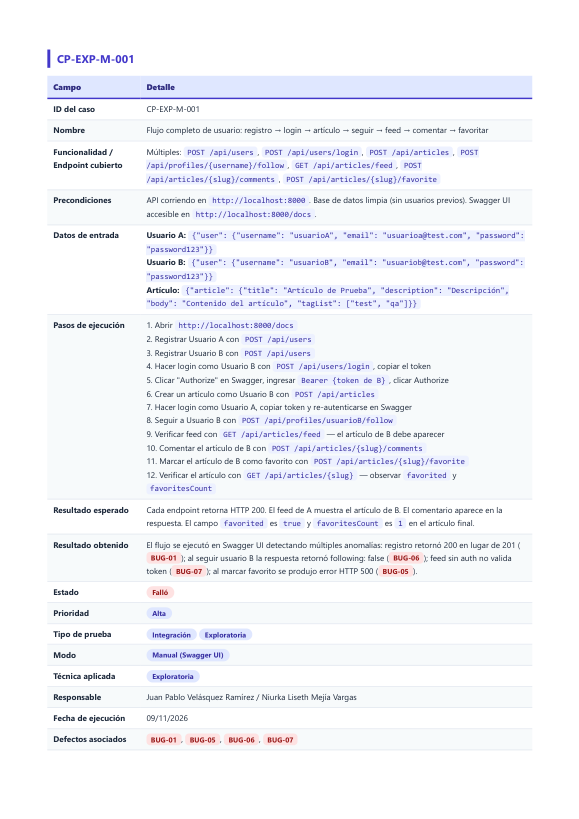 CP-EXP-M-001
Campo Detalle
ID del caso CP-EXP-M-001
Nombre Flujo completo de usuario: registro → login → artículo → seguir → feed → comentar → favoritar
Funcionalidad / Múltiples: POST /api/users , POST /api/users/login , POST /api/articles , POST
Endpoint cubierto /api/profiles/{username}/follow , GET /api/articles/feed , POST
/api/articles/{slug}/comments , POST /api/articles/{slug}/favorite
Precondiciones API corriendo en http://localhost:8000 . Base de datos limpia (sin usuarios previos). Swagger UI
accesible en http://localhost:8000/docs .
Datos de entrada Usuario A: {"user": {"username": "usuarioA", "email": "usuarioa@test.com", "password":
"password123"}}
Usuario B: {"user": {"username": "usuarioB", "email": "usuariob@test.com", "password":
"password123"}}
Artículo: {"article": {"title": "Artículo de Prueba", "description": "Descripción",
"body": "Contenido del artículo", "tagList": ["test", "qa"]}}
Pasos de ejecución 1. Abrir http://localhost:8000/docs
2. Registrar Usuario A con POST /api/users
3. Registrar Usuario B con POST /api/users
4. Hacer login como Usuario B con POST /api/users/login , copiar el token
5. Clicar "Authorize" en Swagger, ingresar Bearer {token de B} , clicar Authorize
6. Crear un artículo como Usuario B con POST /api/articles
7. Hacer login como Usuario A, copiar token y re-autenticarse en Swagger
8. Seguir a Usuario B con POST /api/profiles/usuarioB/follow
9. Verificar feed con GET /api/articles/feed — el artículo de B debe aparecer
10. Comentar el artículo de B con POST /api/articles/{slug}/comments
11. Marcar el artículo de B como favorito con POST /api/articles/{slug}/favorite
12. Verificar el artículo con GET /api/articles/{slug} — observar favorited y
favoritesCount
Resultado esperado Cada endpoint retorna HTTP 200. El feed de A muestra el artículo de B. El comentario aparece en la
respuesta. El campo favorited es true y favoritesCount es 1 en el artículo final.
Resultado obtenido El flujo se ejecutó en Swagger UI detectando múltiples anomalías: registro retornó 200 en lugar de 201 (
BUG-01 ); al seguir usuario B la respuesta retornó following: false ( BUG-06 ); feed sin auth no valida
token ( BUG-07 ); al marcar favorito se produjo error HTTP 500 ( BUG-05 ).
Estado Falló
Prioridad Alta
Tipo de prueba Integración Exploratoria
Modo Manual (Swagger UI)
Técnica aplicada Exploratoria
Responsable Juan Pablo Velásquez Ramírez / Niurka Liseth Mejía Vargas
Fecha de ejecución 09/11/2026
Defectos asociados BUG-01 , BUG-05 , BUG-06 , BUG-07